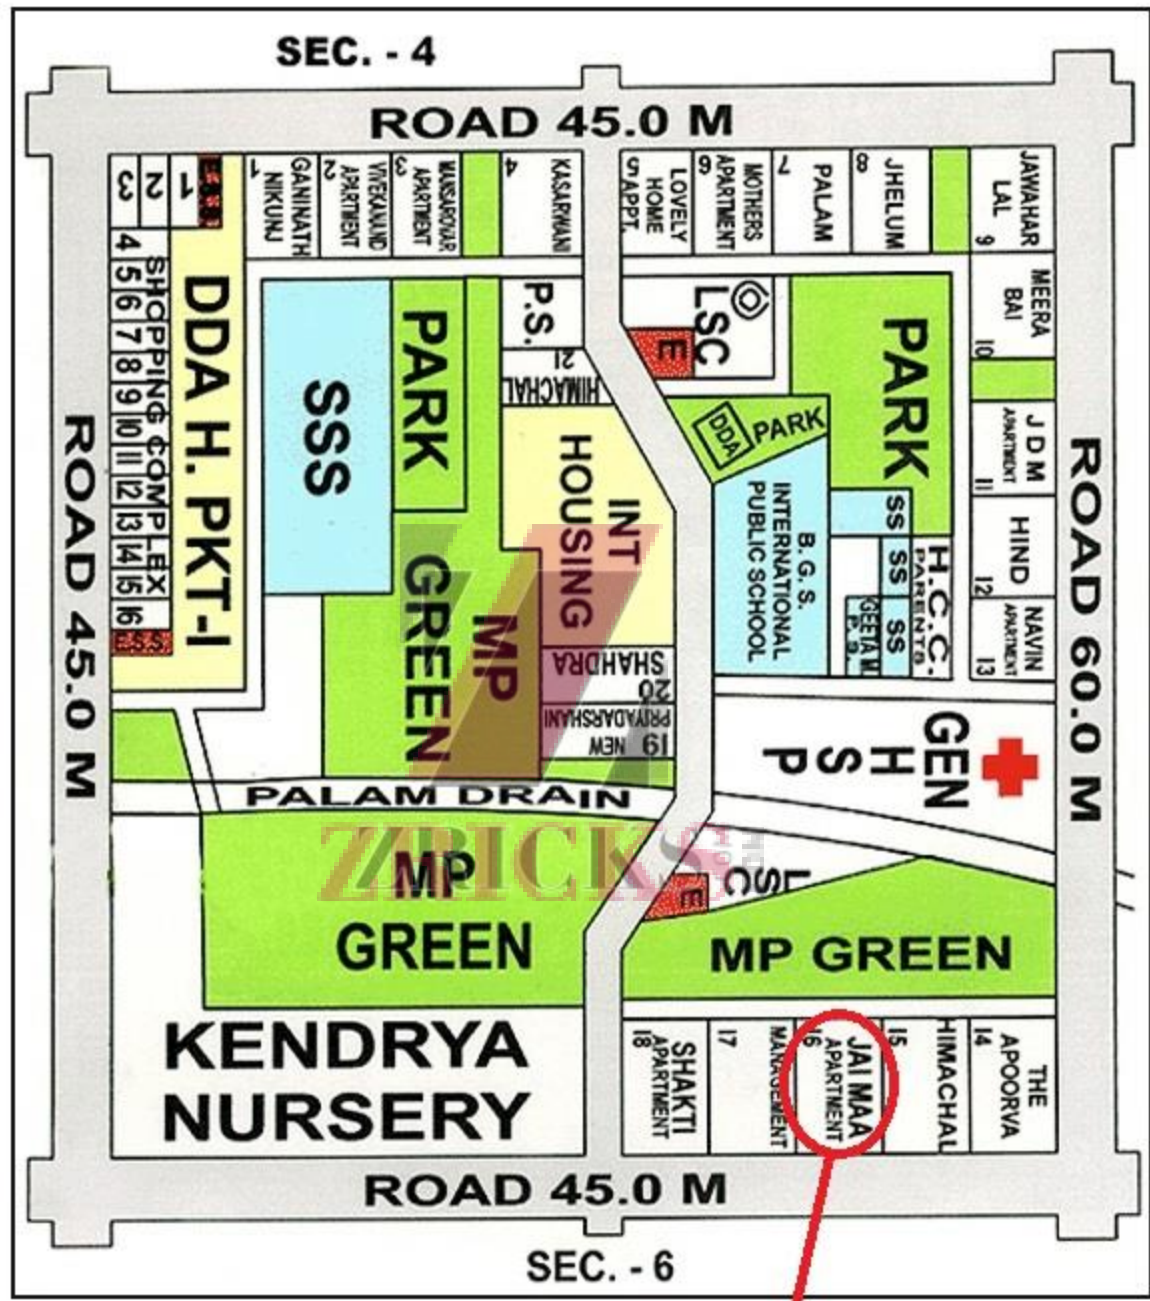 SEC. - 4
ROAD 45.0 M
3
2
1
4
5
6
7
8
9
10
11
12
13
14
15
16
ESS
SHOPPING COMPLEX
DDA H. PKT-I
ROAD 45.0 M
GANINATH
NIKUNJ
1
VIVEKANAND
APARTMENT
2
MANSAROVAR
APARTMENT
3
KASARWANI
4
LOVELY
HOME
5 APPT.
MOTHERS
APARTMENT
6
PALAM
7
JHELUM
8
JAWAHAR
LAL
9
MEERA
BAI
10
J D M
APARTMENT
11
HIND
12
NAVIN
APARTMENT
13
ROAD 60.0 M
SSS
PARK
P.S.
21
HIMACHAL
INT
HOUSING
MP
GREEN
SHAHDRA
20
PRIYADARSHANI
NEW 19
LSC
E
PARK
DDA
PARK
B. G. S.
INTERNATIONAL
PUBLIC SCHOOL
SS
SS
SS
GEETA M.
P. S.
H.C.C.
PARENTS
GEN
H
S
P
PALAM DRAIN
ZRICKS
MP
GREEN
LSC
E
MP GREEN
KENDRYA
NURSERY
SHAKTI
APARTMENT
18
MANAGEMENT
17
JAI MAA
APARTMENT
16
HIMACHAL
15
THE
APOORVA
14
ROAD 45.0 M
SEC. - 6